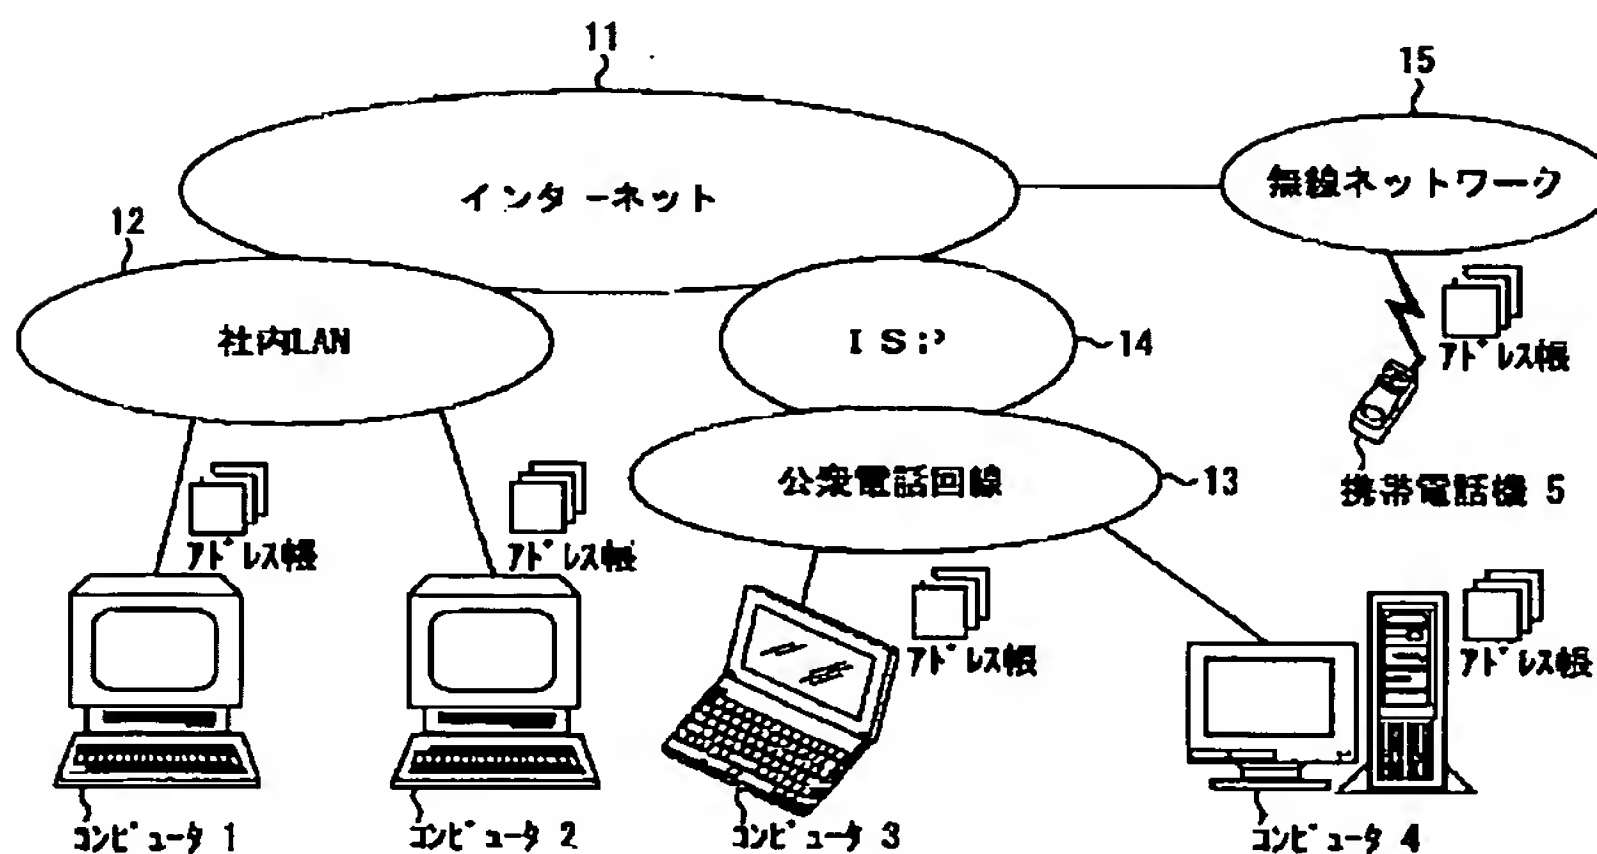 11
15
インターネット
無線ネットワーク
12
社内LAN
ISP
14
アドレス帳
公衆電話回線
13
携帯電話機 5
アドレス帳
アドレス帳
アドレス帳
アドレス帳
コンピュータ 1
コンピュータ 2
コンピュータ 3
コンピュータ 4